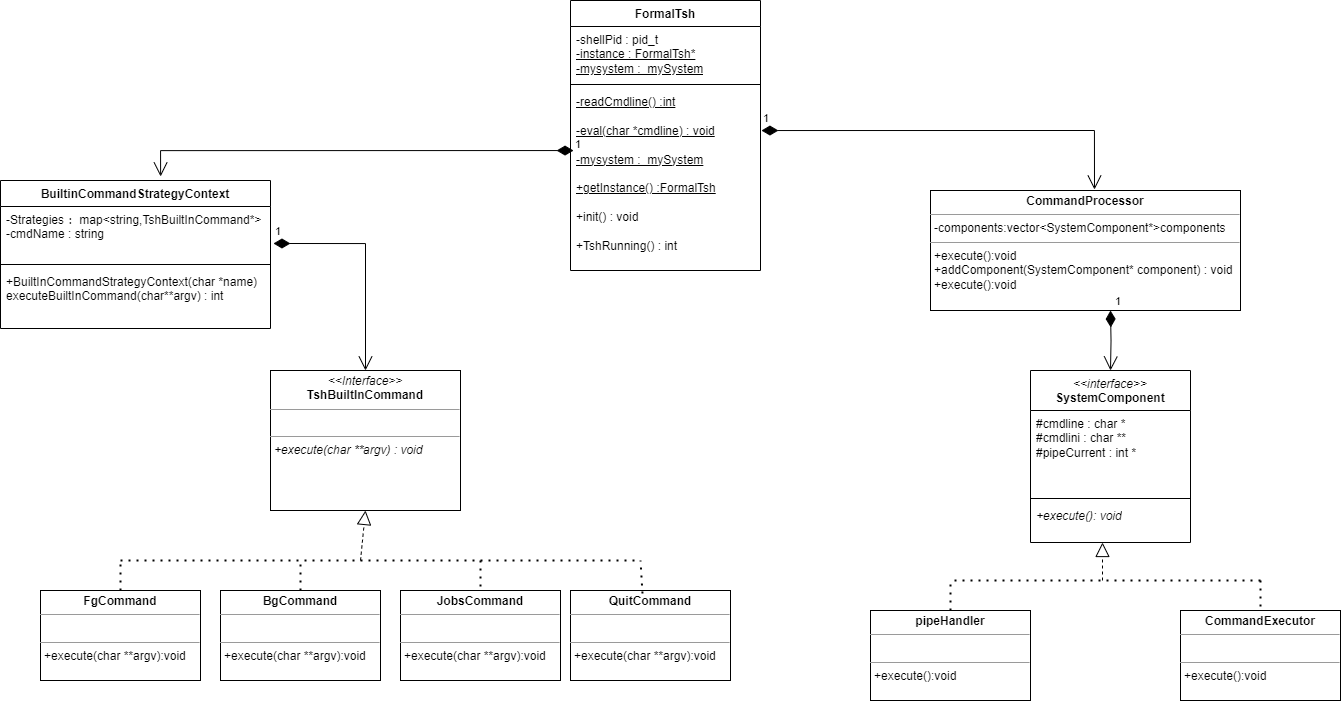 FormalTsh
-shellPid : pid_t
-instance : FormalTsh*
-mysystem : mySystem
-readCmdline() :int
-eval(char *cmdline) : void
-mysystem : mySystem
+getInstance() :FormalTsh
+init() : void
+TshRunning() : int
1
1
BuiltinCommandStrategyContext
-Strategies : map<string,TshBuiltInCommand*>
-cmdName : string
+BuiltInCommandStrategyContext(char *name)
executeBuiltInCommand(char**argv) : int
1
CommandProcessor
-components:vector<SystemComponent*>components
+execute():void
+addComponent(SystemComponent* component) : void
+execute():void
1
<<Interface>>
TshBuiltInCommand
+execute(char **argv) : void
<<interface>>
SystemComponent
#cmdline : char *
#cmdlini : char **
#pipeCurrent : int *
+execute(): void
FgCommand
+execute(char **argv):void
BgCommand
+execute(char **argv):void
JobsCommand
+execute(char **argv):void
QuitCommand
+execute(char **argv):void
pipeHandler
+execute():void
CommandExecutor
+execute():void